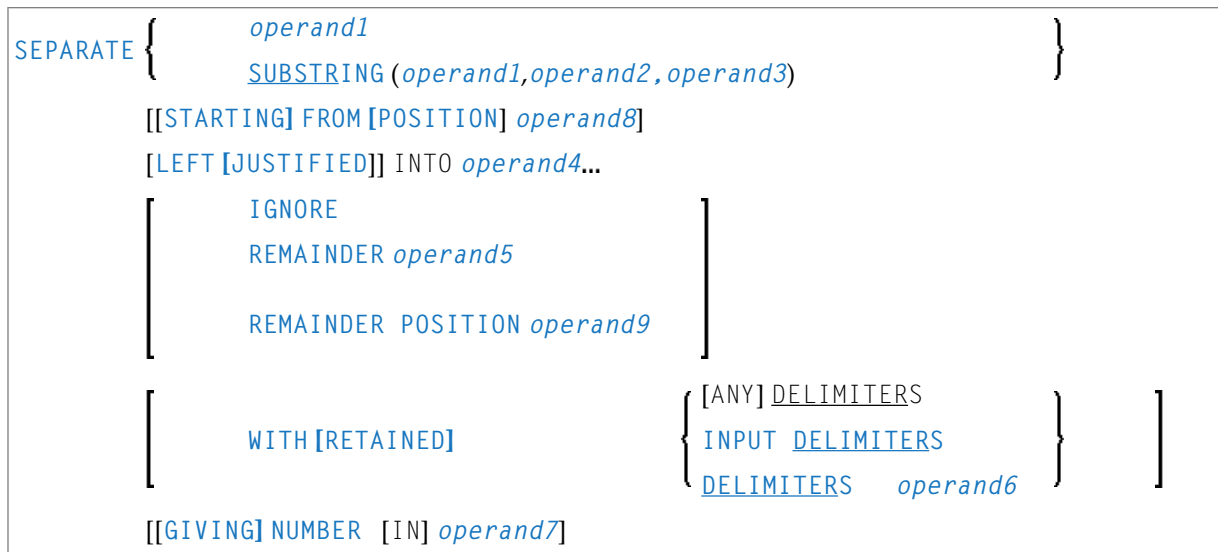 operand1
SEPARATE
SUBSTRING (operand1,operand2,operand3)
[[STARTING] FROM [POSITION] operand8]
[LEFT [JUSTIFIED]] INTO operand4...
IGNORE
REMAINDER operand5
REMAINDER POSITION operand9
[ANY] DELIMITERS
WITH [RETAINED] INPUT DELIMITERS
DELIMITERS operand6
[[GIVING] NUMBER [IN] operand7]